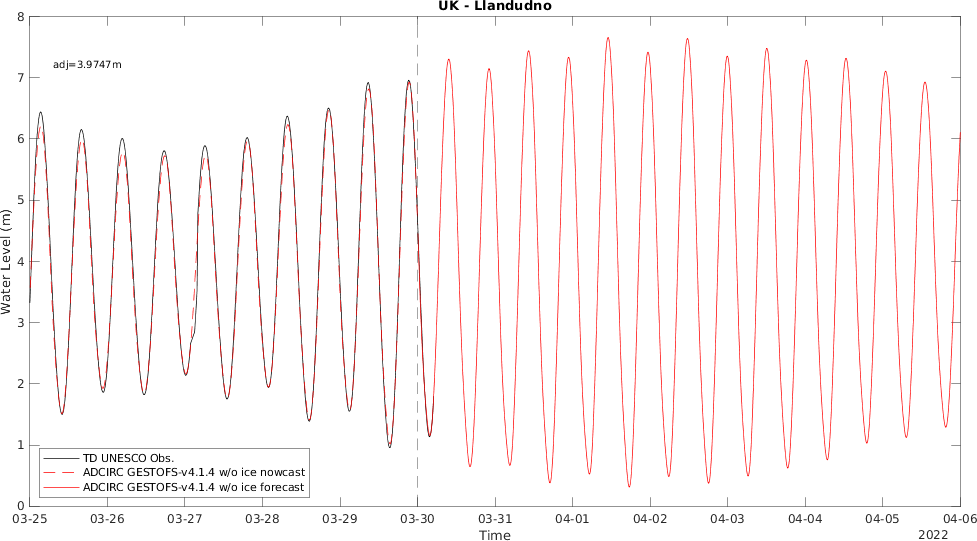 UK - Llandudno
8
7
6
5
4
3
2
1
0
Water Level (m)
adj=3.9747m
TD UNESCO Obs.
ADCIRC GESTOFS-v4.1.4 w/o ice nowcast
ADCIRC GESTOFS-v4.1.4 w/o ice forecast
03-25 03-26 03-27 03-28 03-29 03-30 03-31 04-01 04-02 04-03 04-04 04-05 04-06
Time
2022